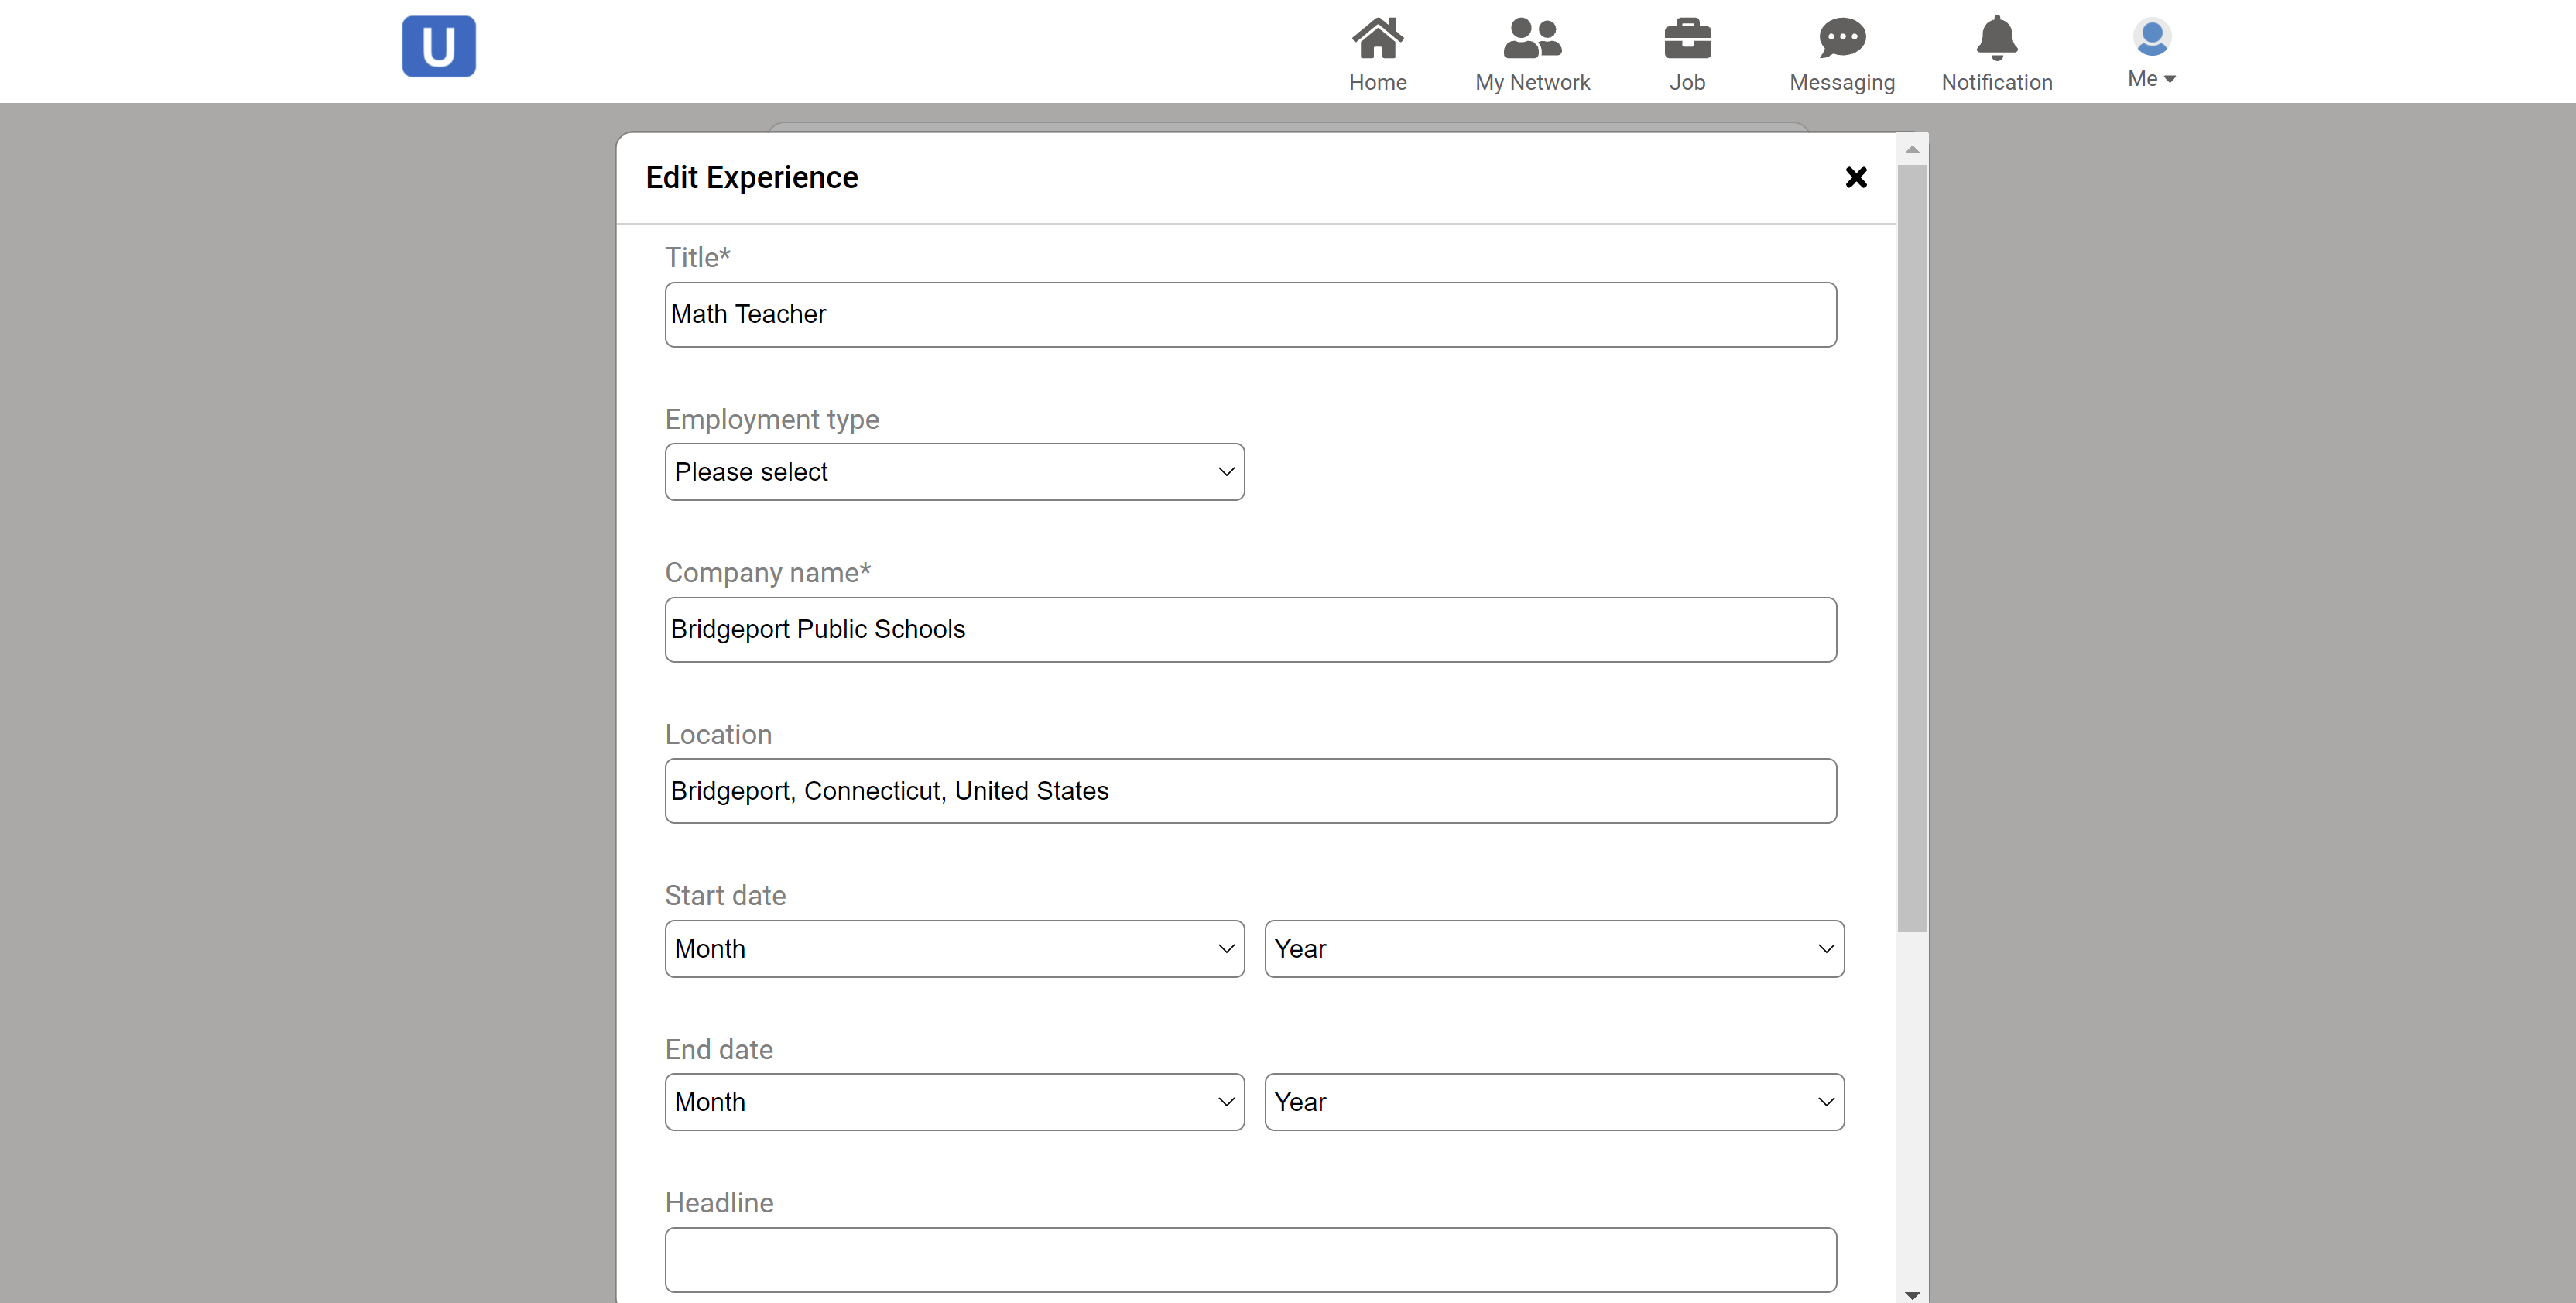 U
Home My Network Job Messaging Notification Me
Edit Experience
Title*
Math Teacher
Employment type
Please select
Company name*
Bridgeport Public Schools
Location
Bridgeport, Connecticut, United States
Start date
Month Year
End date
Month Year
Headline